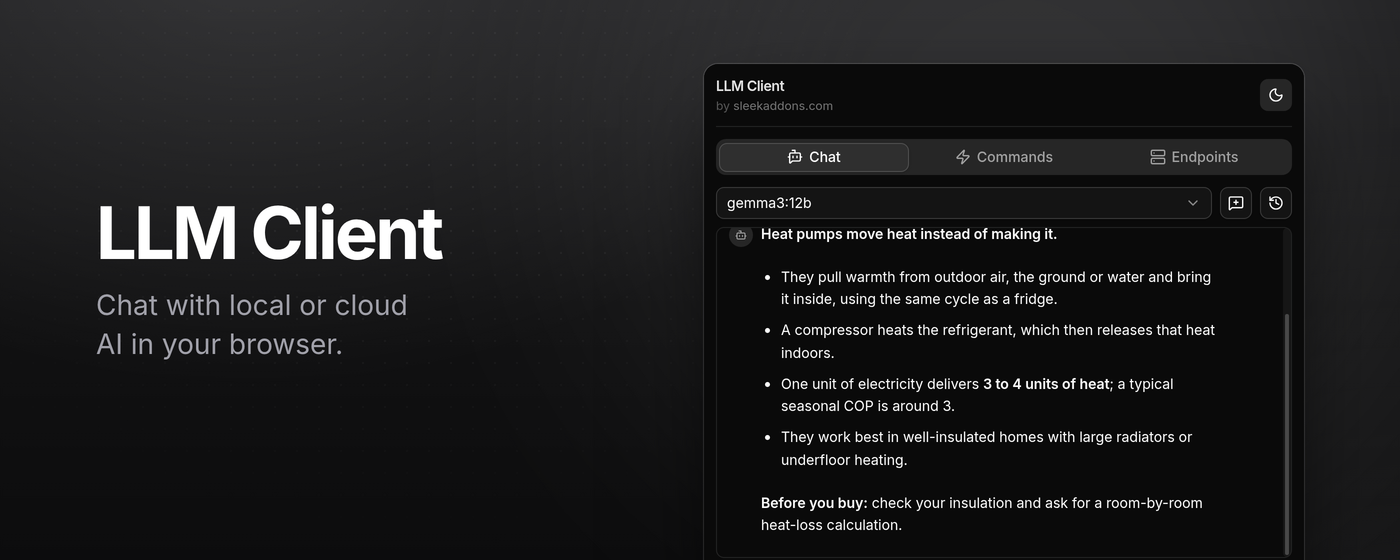 LLM Client
Chat with local or cloud
AI in your browser.
LLM Client
by sleekaddons.com
Chat
Commands
Endpoints
gemma3:12b
Heat pumps move heat instead of making it.
• They pull warmth from outdoor air, the ground or water and bring
it inside, using the same cycle as a fridge.
• A compressor heats the refrigerant, which then releases that heat
indoors.
• One unit of electricity delivers 3 to 4 units of heat; a typical
seasonal COP is around 3.
• They work best in well-insulated homes with large radiators or
underfloor heating.
Before you buy: check your insulation and ask for a room-by-room
heat-loss calculation.